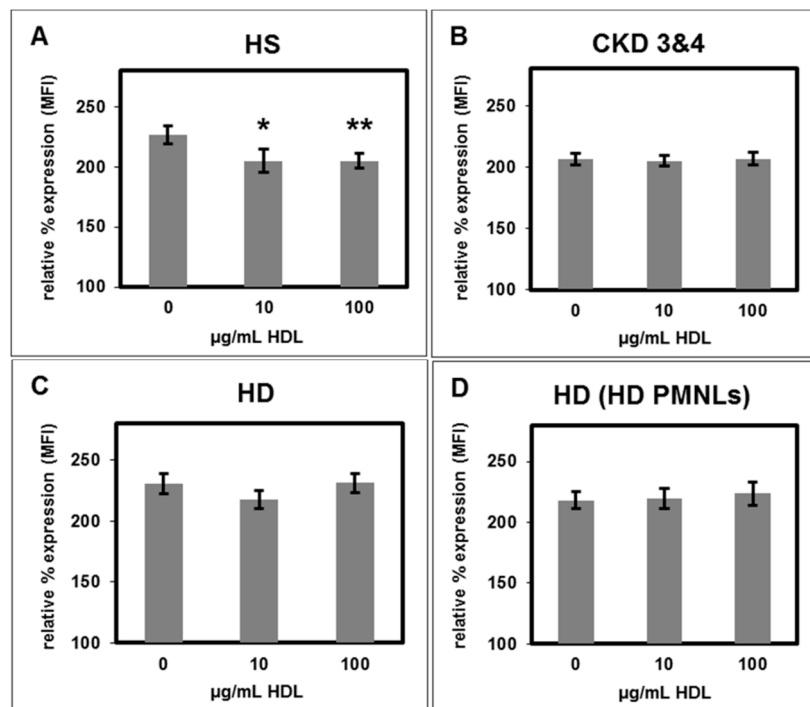 A
HS
relative % expression (MFI)
250
200
150
100
*
**
0 10 100
µg/mL HDL
B
CKD 3&4
relative % expression (MFI)
250
200
150
100
0 10 100
µg/mL HDL
C
HD
relative % expression (MFI)
250
200
150
100
0 10 100
µg/mL HDL
D
HD (HD PMNLs)
relative % expression (MFI)
250
200
150
100
0 10 100
µg/mL HDL